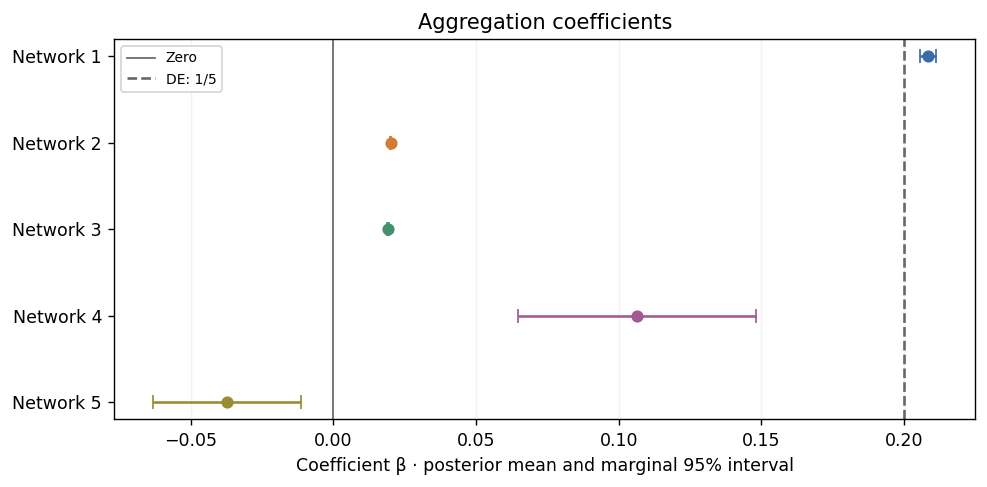 Aggregation coefficients
Zero
DE: 1/5
Network 1
Network 2
Network 3
Network 4
Network 5
−0.05 0.00 0.05 0.10 0.15 0.20
Coefficient β · posterior mean and marginal 95% interval